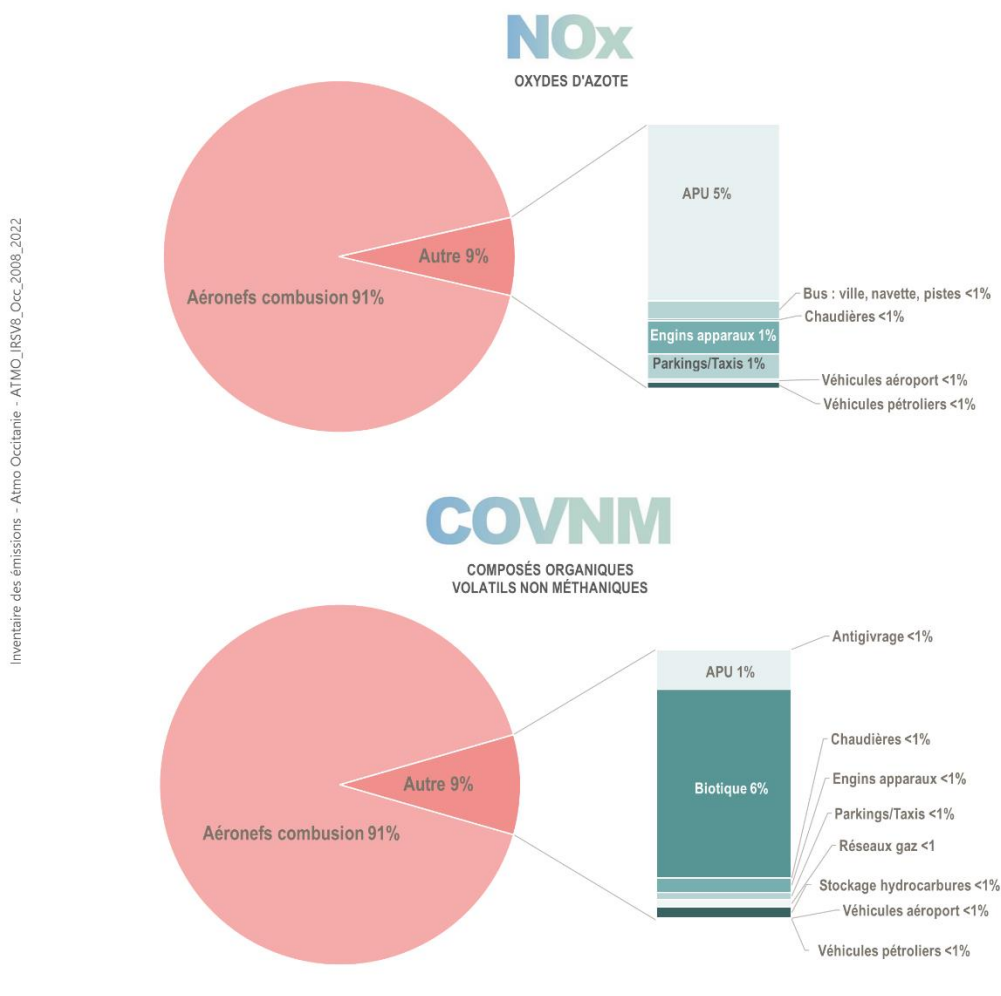 NOx
OXYDES D'AZOTE
APU 5%
Autre 9%
Aéronefs combusion 91%
Bus : ville, navette, pistes <1%
Chaudières <1%
Engins apparaux 1%
Parkings/Taxis 1%
Véhicules aéroport <1%
Véhicules pétroliers <1%
Inventaire des émissions - Atmo Occitanie - ATMO_IRSV8_Occ_2008_2022
COVNM
COMPOSÉS ORGANIQUES
VOLATILS NON MÉTHANIQUES
Antigivrage <1%
APU 1%
Chaudières <1%
Engins apparaux <1%
Autre 9%
Biotique 6%
Parkings/Taxis <1%
Aéronefs combusion 91%
Réseaux gaz <1
Stockage hydrocarbures <1%
Véhicules aéroport <1%
Véhicules pétroliers <1%